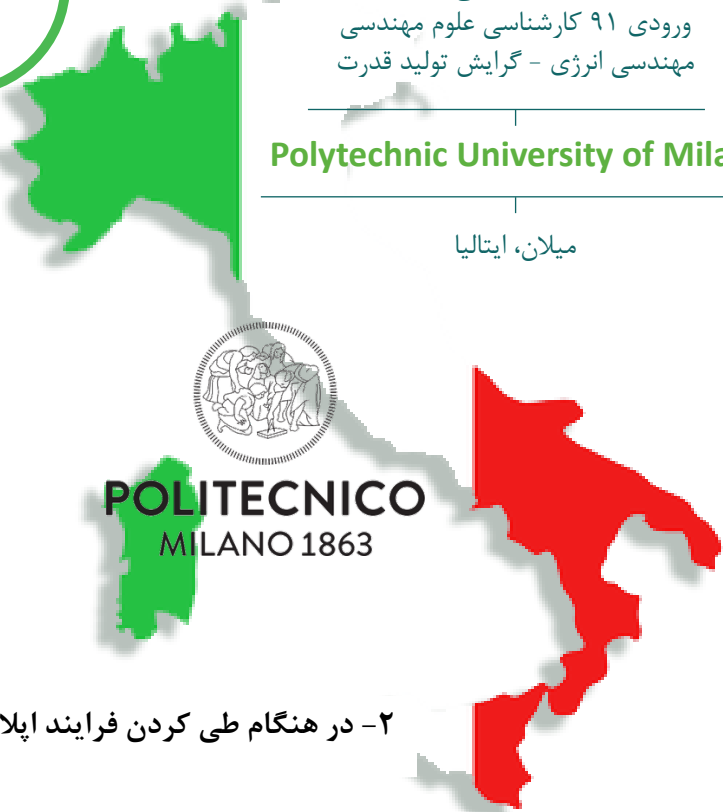 ورودی ۹۱ کارشناسی علوم مهندسی
مهندسی انرژی - گرایش تولید قدرت
Polytechnic University of Mila
میلان، ایتالیا
POLITECNICO
MILANO 1863
۲- در هنگام طی کردن فرایند اپلا